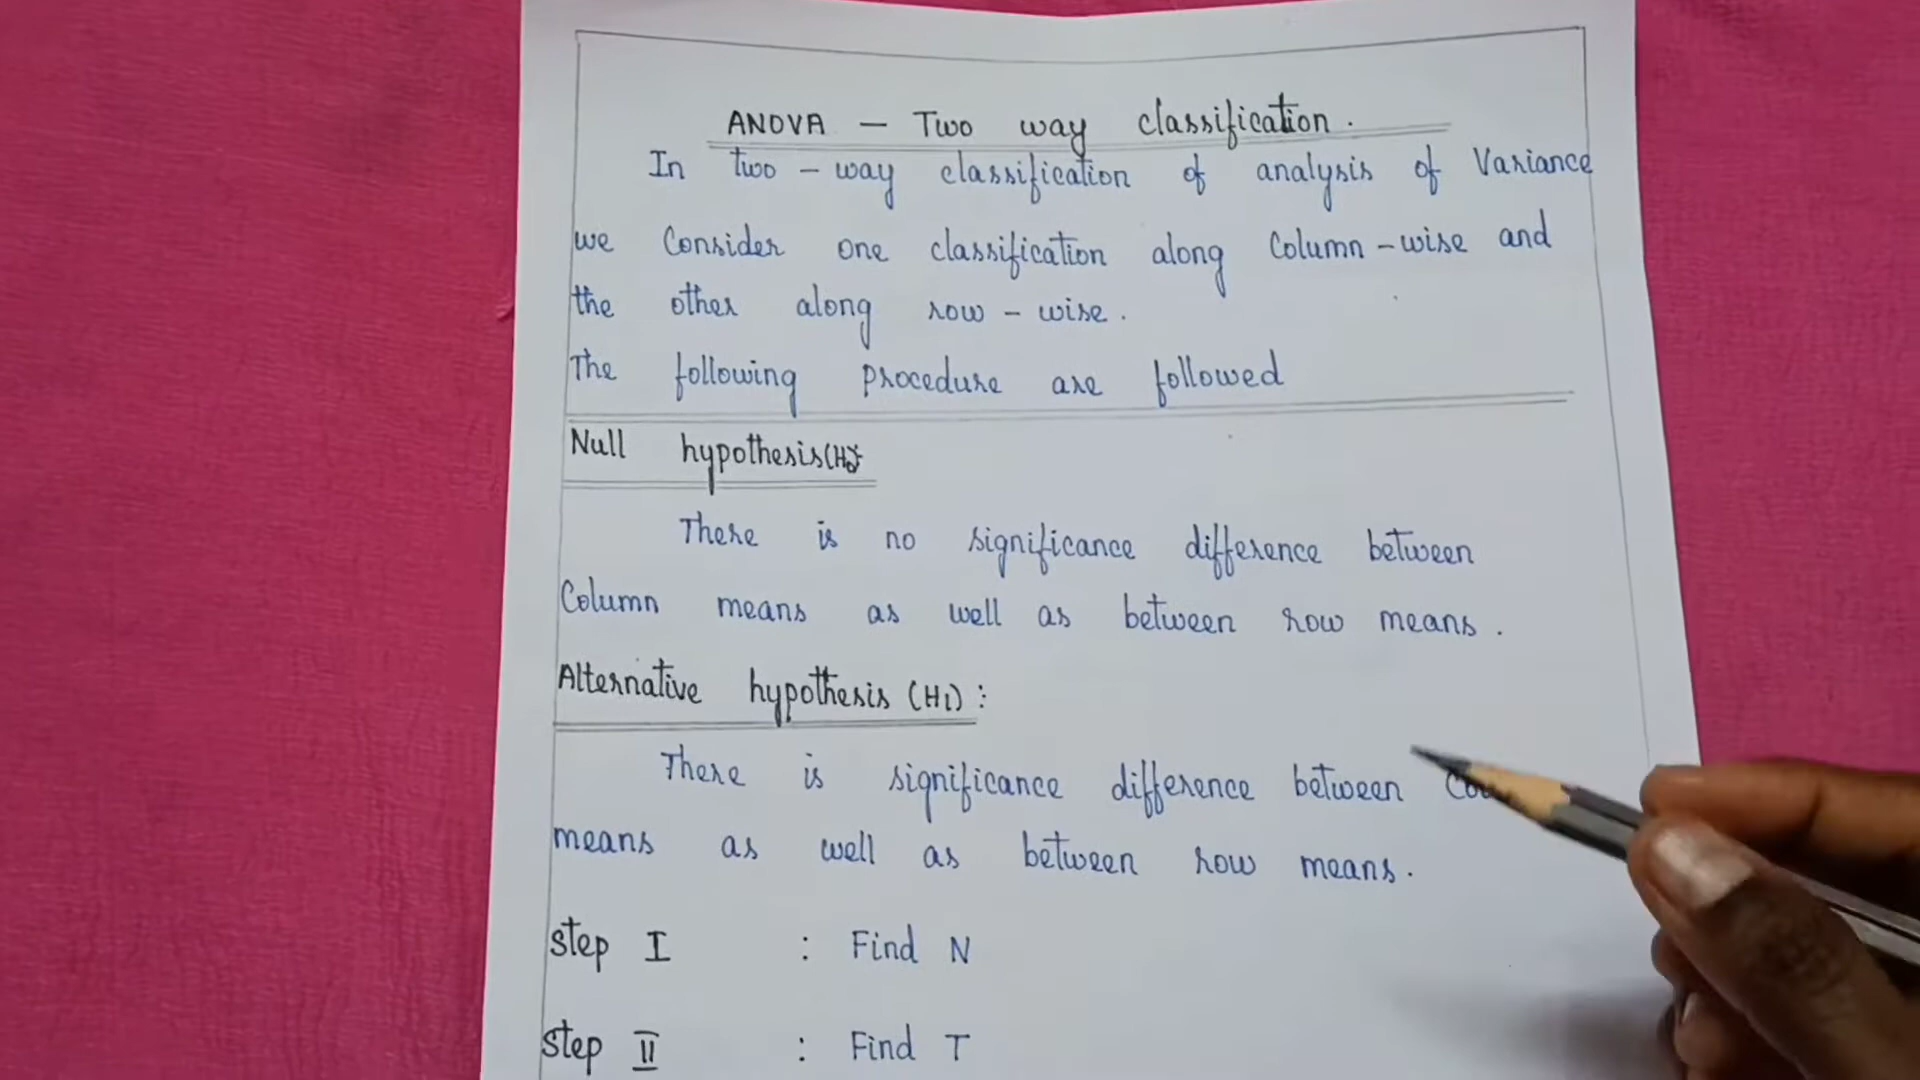 ANOVA – Two way classification.
In two-way classification of analysis of Variance
we Consider one classification along Column-wise and
the other along row-wise.
The following procedure are followed
Null hypothesis(H₀):
There is no significance difference between
Column means as well as between row means.
Alternative hypothesis (H1):
There is significance difference between
means as well as between row means.
Step I : Find N
Step II : Find T